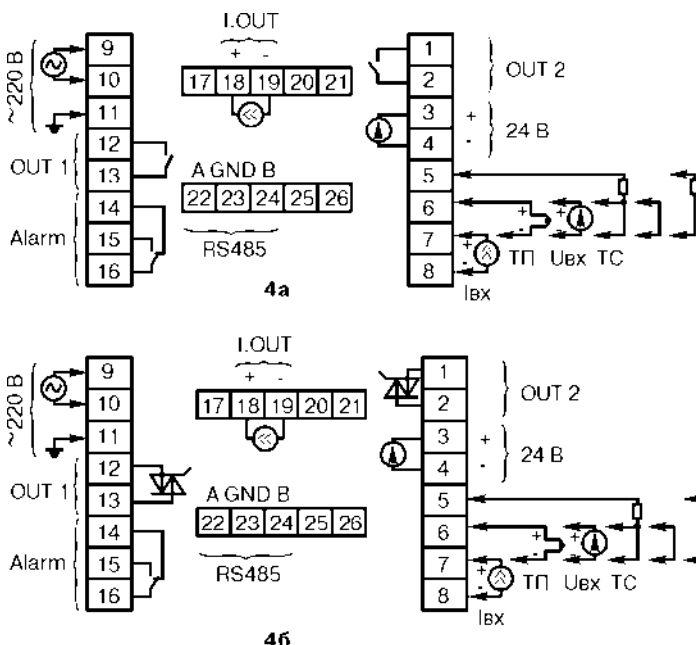 ~220 В
9
10
11
12
13
14
15
16
OUT 1
Alarm
I.OUT
+ -
17 18 19 20 21
A GND B
22 23 24 25 26
RS485
4а
1
2
3
4
5
6
7
8
OUT 2
+
24 В
-
+
-
+
-
+
-
ТП Uвх ТС
Iвх
~220 В
9
10
11
12
13
14
15
16
OUT 1
Alarm
I.OUT
+ -
17 18 19 20 21
A GND B
22 23 24 25 26
RS485
4б
1
2
3
4
5
6
7
8
OUT 2
+
24 В
-
+
-
+
-
+
-
ТП Uвх ТС
Iвх